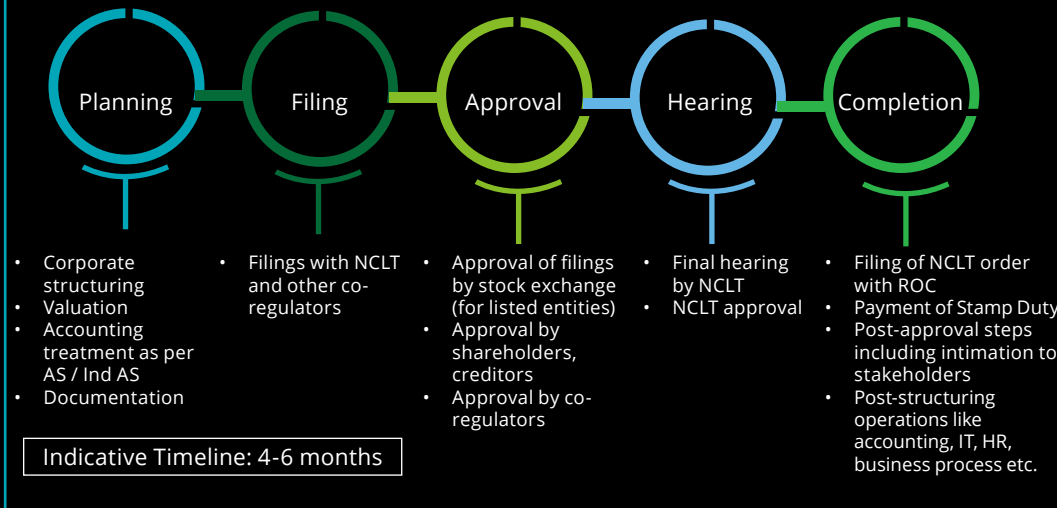 Planning
Filing
Approval
Hearing
Completion
• Corporate
structuring
• Valuation
• Accounting
treatment as per
AS / Ind AS
• Documentation
• Filings with NCLT
and other co-
regulators
• Approval of filings
by stock exchange
(for listed entities)
• Approval by
shareholders,
creditors
• Approval by co-
regulators
• Final hearing
by NCLT
• NCLT approval
• Filing of NCLT order
with ROC
• Payment of Stamp Duty
• Post-approval steps
including intimation to
stakeholders
• Post-structuring
operations like
accounting, IT, HR,
business process etc.
Indicative Timeline: 4-6 months